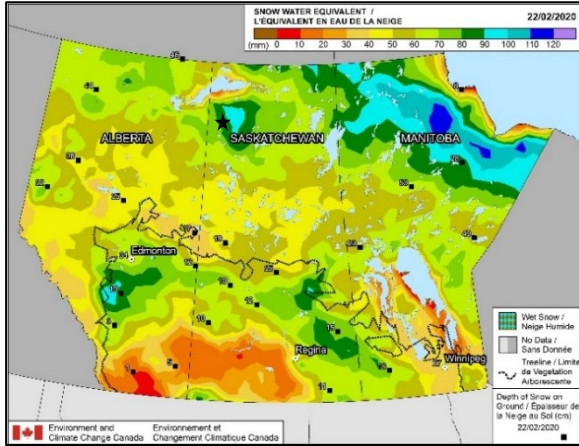 SNOW WATER EQUIVALENT /
L'ÉQUIVALENT EN EAU DE LA NEIGE
22/02/2020
(mm) 0 10 20 30 40 50 60 70 80 90 100 110 120
ALBERTA
SASKATCHEWAN
MANITOBA
Edmonton
Regina
Winnipeg
Wet Snow /
Neige Humide
No Data /
Sans Donnée
Treeline / Limite
de Vegetation
Arborescente
Depth of Snow on
Ground / Épaisseur de
la Neige au Sol (cm)
22/02/2020
Environment and
Climate Change Canada
Environnement et
Changement Climatique Canada